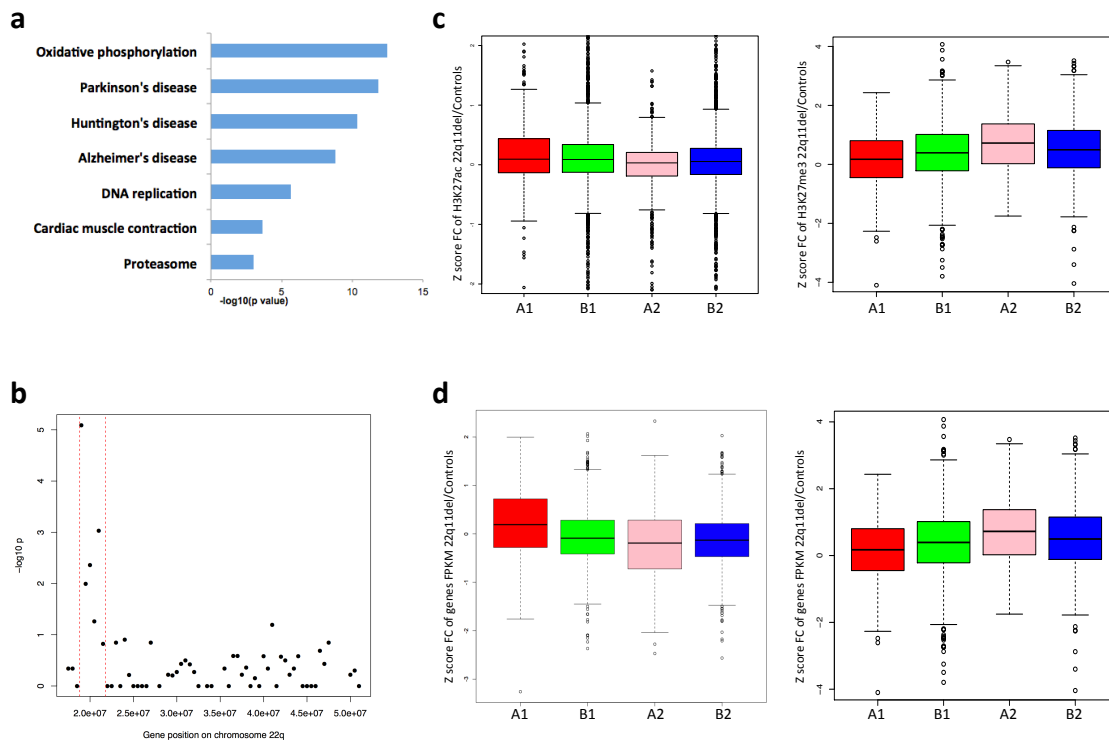 a
Oxidative phosphorylation
Parkinson's disease
Huntington's disease
Alzheimer's disease
DNA replication
Cardiac muscle contraction
Proteasome
0 5 10 15
-log10(p value)
b
5
4
3
2
1
0
−log10 p
2.0e+07 2.5e+07 3.0e+07 3.5e+07 4.0e+07 4.5e+07 5.0e+07
Gene position on chromosome 22q
c
Z score FC of H3K27ac 22q11del/Controls
2
1
0
−1
−2
A1 B1 A2 B2
Z score FC of H3K27me3 22q11del/Controls
4
2
0
−2
−4
A1 B1 A2 B2
d
Z score FC of genes FPKM 22q11del/Controls
2
1
0
−1
−2
−3
A1 B1 A2 B2
Z score FC of genes FPKM 22q11del/Controls
4
2
0
−2
−4
A1 B1 A2 B2